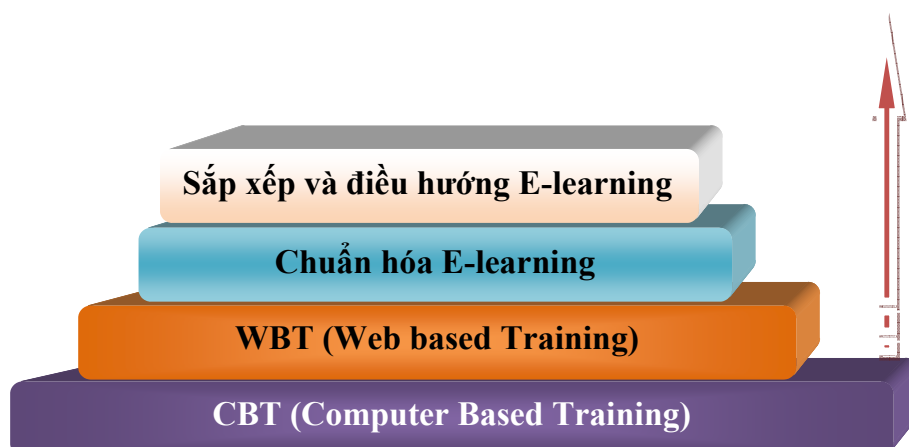 Sắp xếp và điều hướng E-learning
Chuẩn hóa E-learning
WBT (Web based Training)
CBT (Computer Based Training)